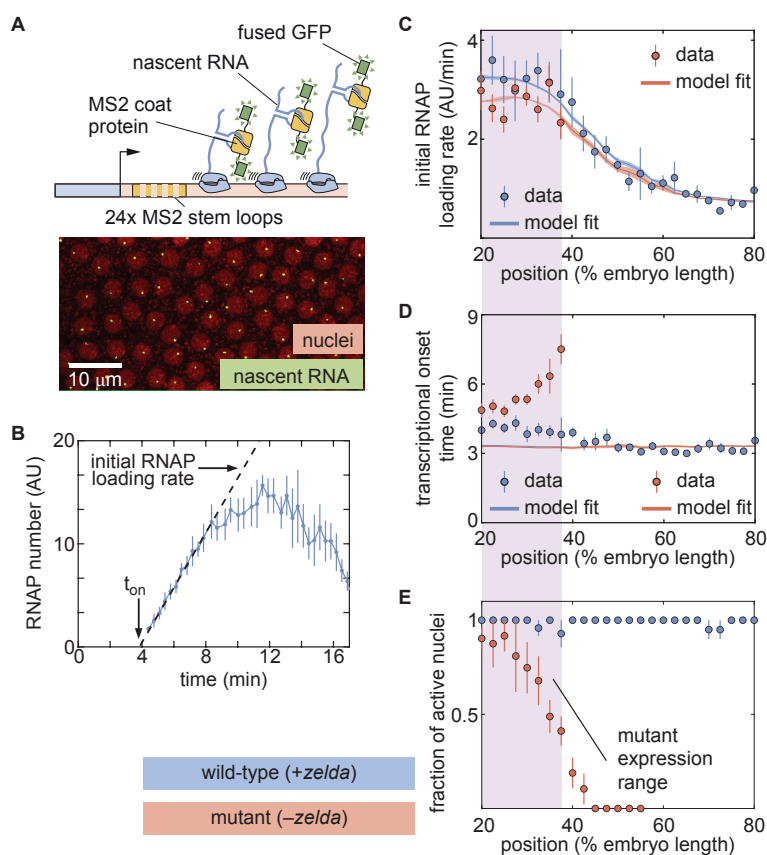 A
fused GFP
nascent RNA
MS2 coat
protein
24x MS2 stem loops
nuclei
10 μm
nascent RNA
B
20
10
0
RNAP number (AU)
initial RNAP
loading rate
t_on
0
4
8
12
16
time (min)
wild-type (+zelda)
mutant (–zelda)
C
4
2
0
initial RNAP
loading rate (AU/min)
data
model fit
data
model fit
20
40
60
80
position (% embryo length)
D
9
6
3
0
transcriptional onset
time (min)
data
model fit
data
model fit
20
40
60
80
position (% embryo length)
E
1
0.5
0
fraction of active nuclei
mutant
expression
range
20
40
60
80
position (% embryo length)